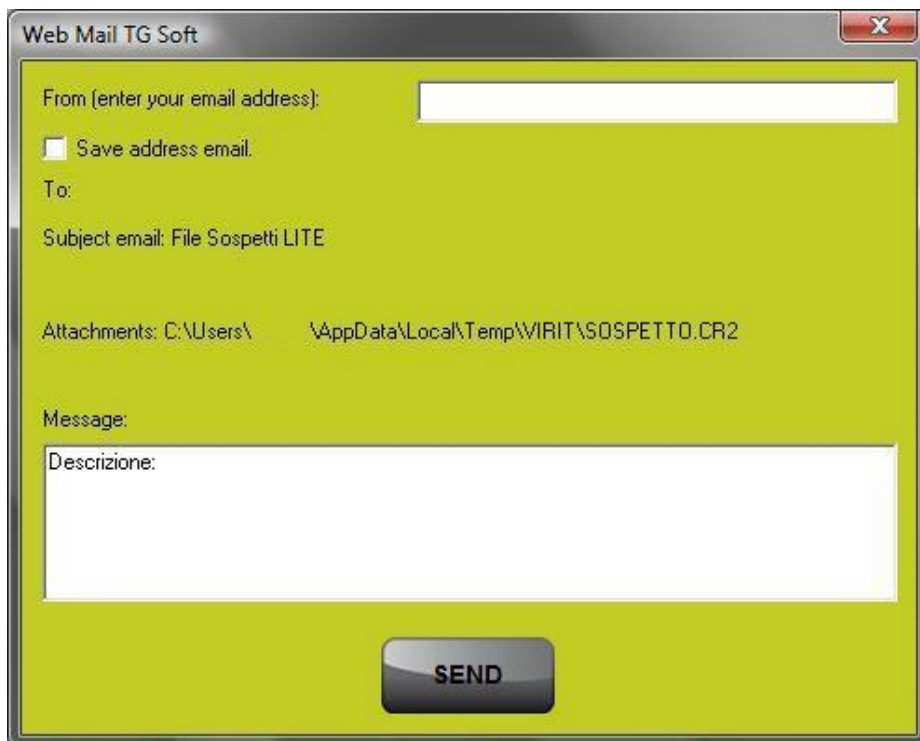 Web Mail TG Soft
From (enter your email address):
Save address email.
To:
Subject email: File Sospetti LITE
Attachments: C:\Users\ \AppData\Local\Temp\VIRIT\SOSPETTO.CR2
Message:
Descrizione:
SEND